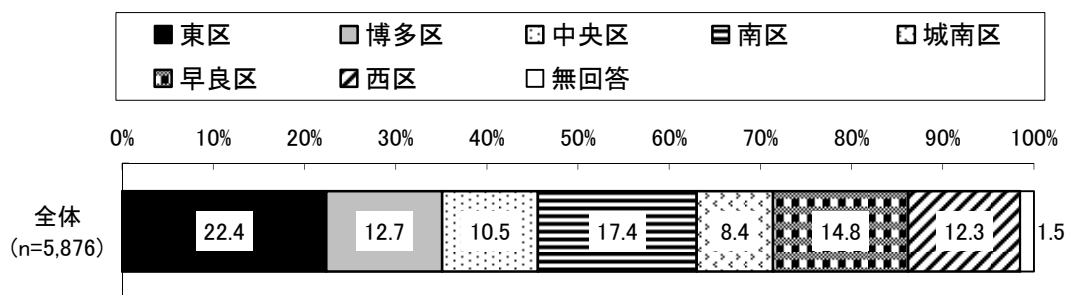 東区 博多区 中央区 南区 城南区
早良区 西区 無回答
0% 10% 20% 30% 40% 50% 60% 70% 80% 90% 100%
全体
(n=5,876)
22.4 12.7 10.5 17.4 8.4 14.8 12.3 1.5